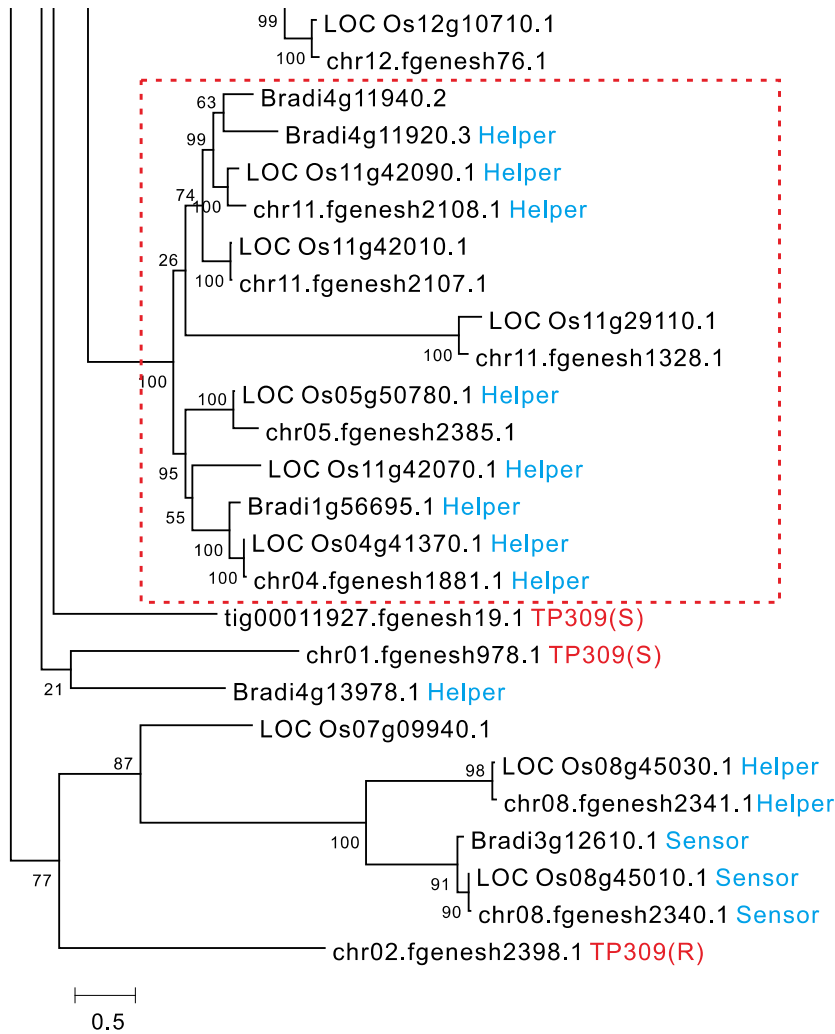 99
LOC Os12g10710.1
100
chr12.fgenesh76.1
63
Bradi4g11940.2
99
Bradi4g11920.3 Helper
LOC Os11g42090.1 Helper
74
100
chr11.fgenesh2108.1 Helper
LOC Os11g42010.1
26
100
chr11.fgenesh2107.1
LOC Os11g29110.1
100
chr11.fgenesh1328.1
100
100
LOC Os05g50780.1 Helper
chr05.fgenesh2385.1
95
LOC Os11g42070.1 Helper
55
Bradi1g56695.1 Helper
100
LOC Os04g41370.1 Helper
100
chr04.fgenesh1881.1 Helper
tig00011927.fgenesh19.1 TP309(S)
chr01.fgenesh978.1 TP309(S)
21
Bradi4g13978.1 Helper
LOC Os07g09940.1
87
98
LOC Os08g45030.1 Helper
chr08.fgenesh2341.1 Helper
100
Bradi3g12610.1 Sensor
91
LOC Os08g45010.1 Sensor
77
90
chr08.fgenesh2340.1 Sensor
chr02.fgenesh2398.1 TP309(R)
0.5